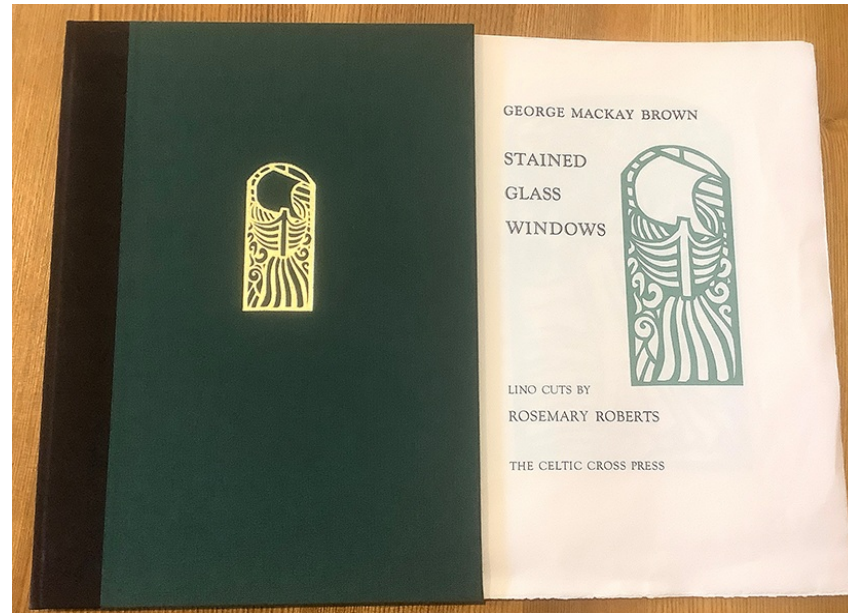 GEORGE MACKAY BROWN
STAINED
GLASS
WINDOWS
LINO CUTS BY
ROSEMARY ROBERTS
THE CELTIC CROSS PRESS